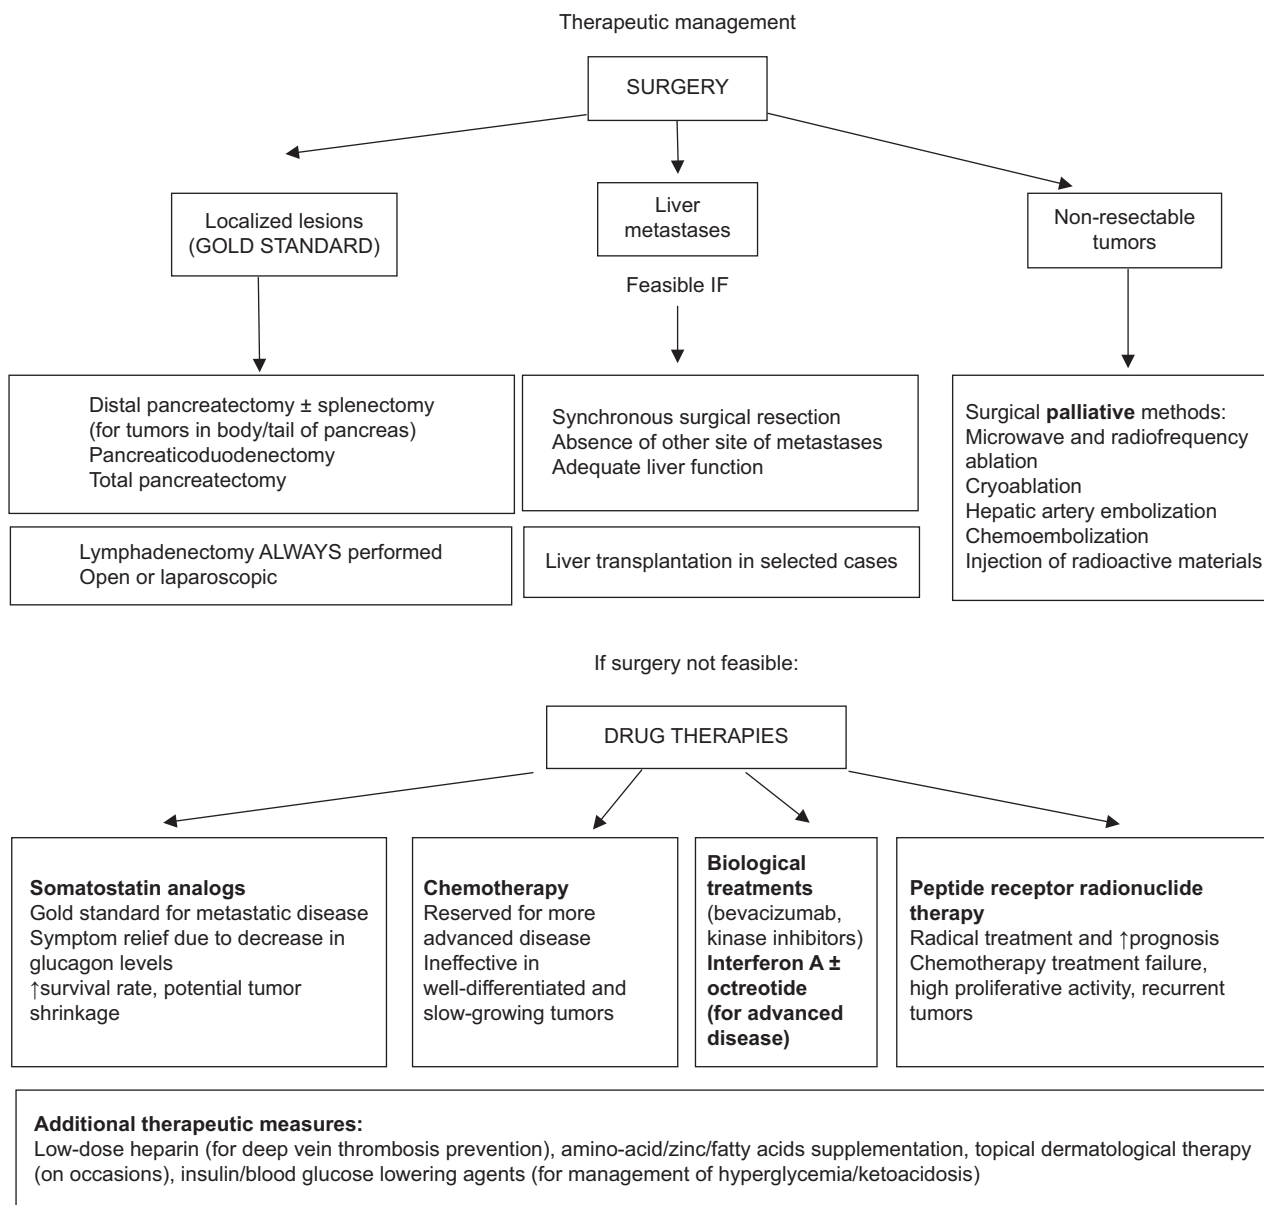 Therapeutic management
SURGERY
Localized lesions
(GOLD STANDARD)
Liver
metastases
Non-resectable
tumors
Feasible IF
Distal pancreatectomy ± splenectomy
(for tumors in body/tail of pancreas)
Pancreaticoduodenectomy
Total pancreatectomy
Lymphadenectomy ALWAYS performed
Open or laparoscopic
Synchronous surgical resection
Absence of other site of metastases
Adequate liver function
Liver transplantation in selected cases
Surgical palliative methods:
Microwave and radiofrequency
ablation
Cryoablation
Hepatic artery embolization
Chemoembolization
Injection of radioactive materials
If surgery not feasible:
DRUG THERAPIES
Somatostatin analogs
Gold standard for metastatic disease
Symptom relief due to decrease in
glucagon levels
↑survival rate, potential tumor
shrinkage
Chemotherapy
Reserved for more
advanced disease
Ineffective in
well-differentiated and
slow-growing tumors
Biological
treatments
(bevacizumab,
kinase inhibitors)
Interferon A ±
octreotide
(for advanced
disease)
Peptide receptor radionuclide
therapy
Radical treatment and ↑prognosis
Chemotherapy treatment failure,
high proliferative activity, recurrent
tumors
Additional therapeutic measures:
Low-dose heparin (for deep vein thrombosis prevention), amino-acid/zinc/fatty acids supplementation, topical dermatological therapy
(on occasions), insulin/blood glucose lowering agents (for management of hyperglycemia/ketoacidosis)